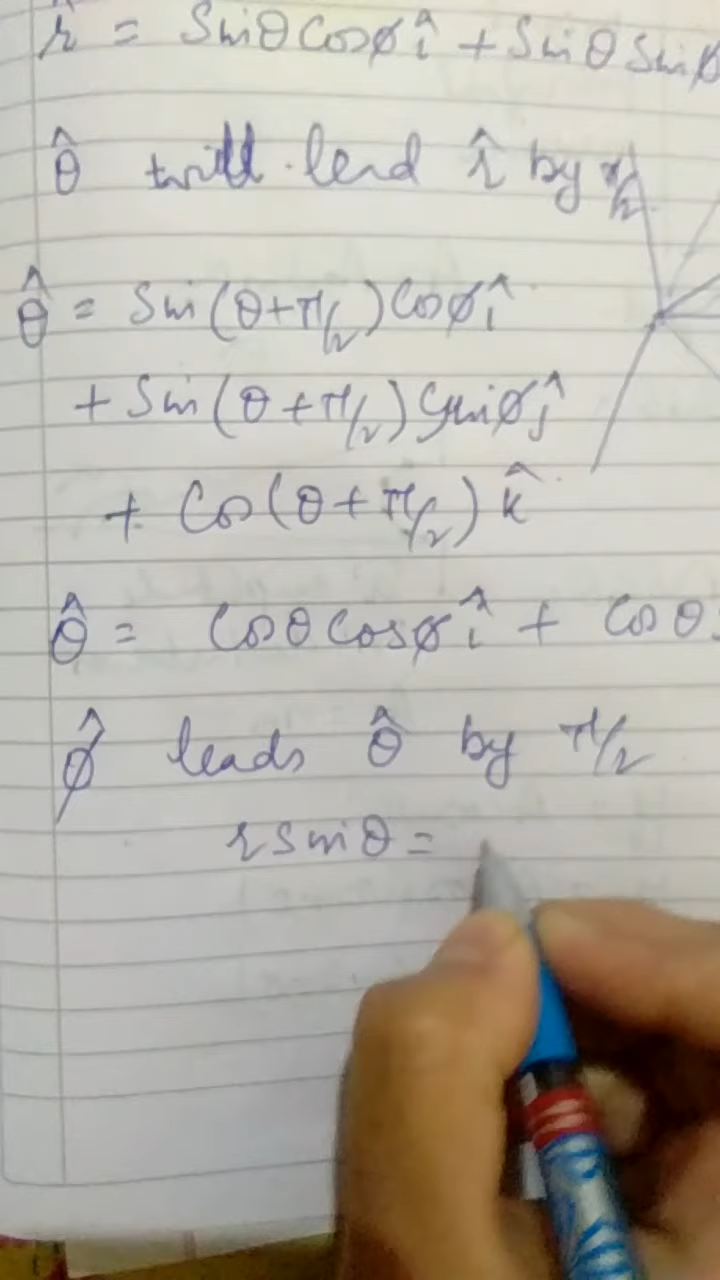 r̂ = Sinθ Cosϕ î + Sinθ Sinϕ
θ̂ will lead r̂ by π/2
θ̂ = Sin(θ+π/2) Cosϕ î
+ Sin(θ+π/2) Sinϕ ĵ
+ Cos(θ+π/2) k̂
θ̂ = Cosθ Cosϕ î + Cosθ
ϕ̂ leads θ̂ by π/2
r Sinθ =